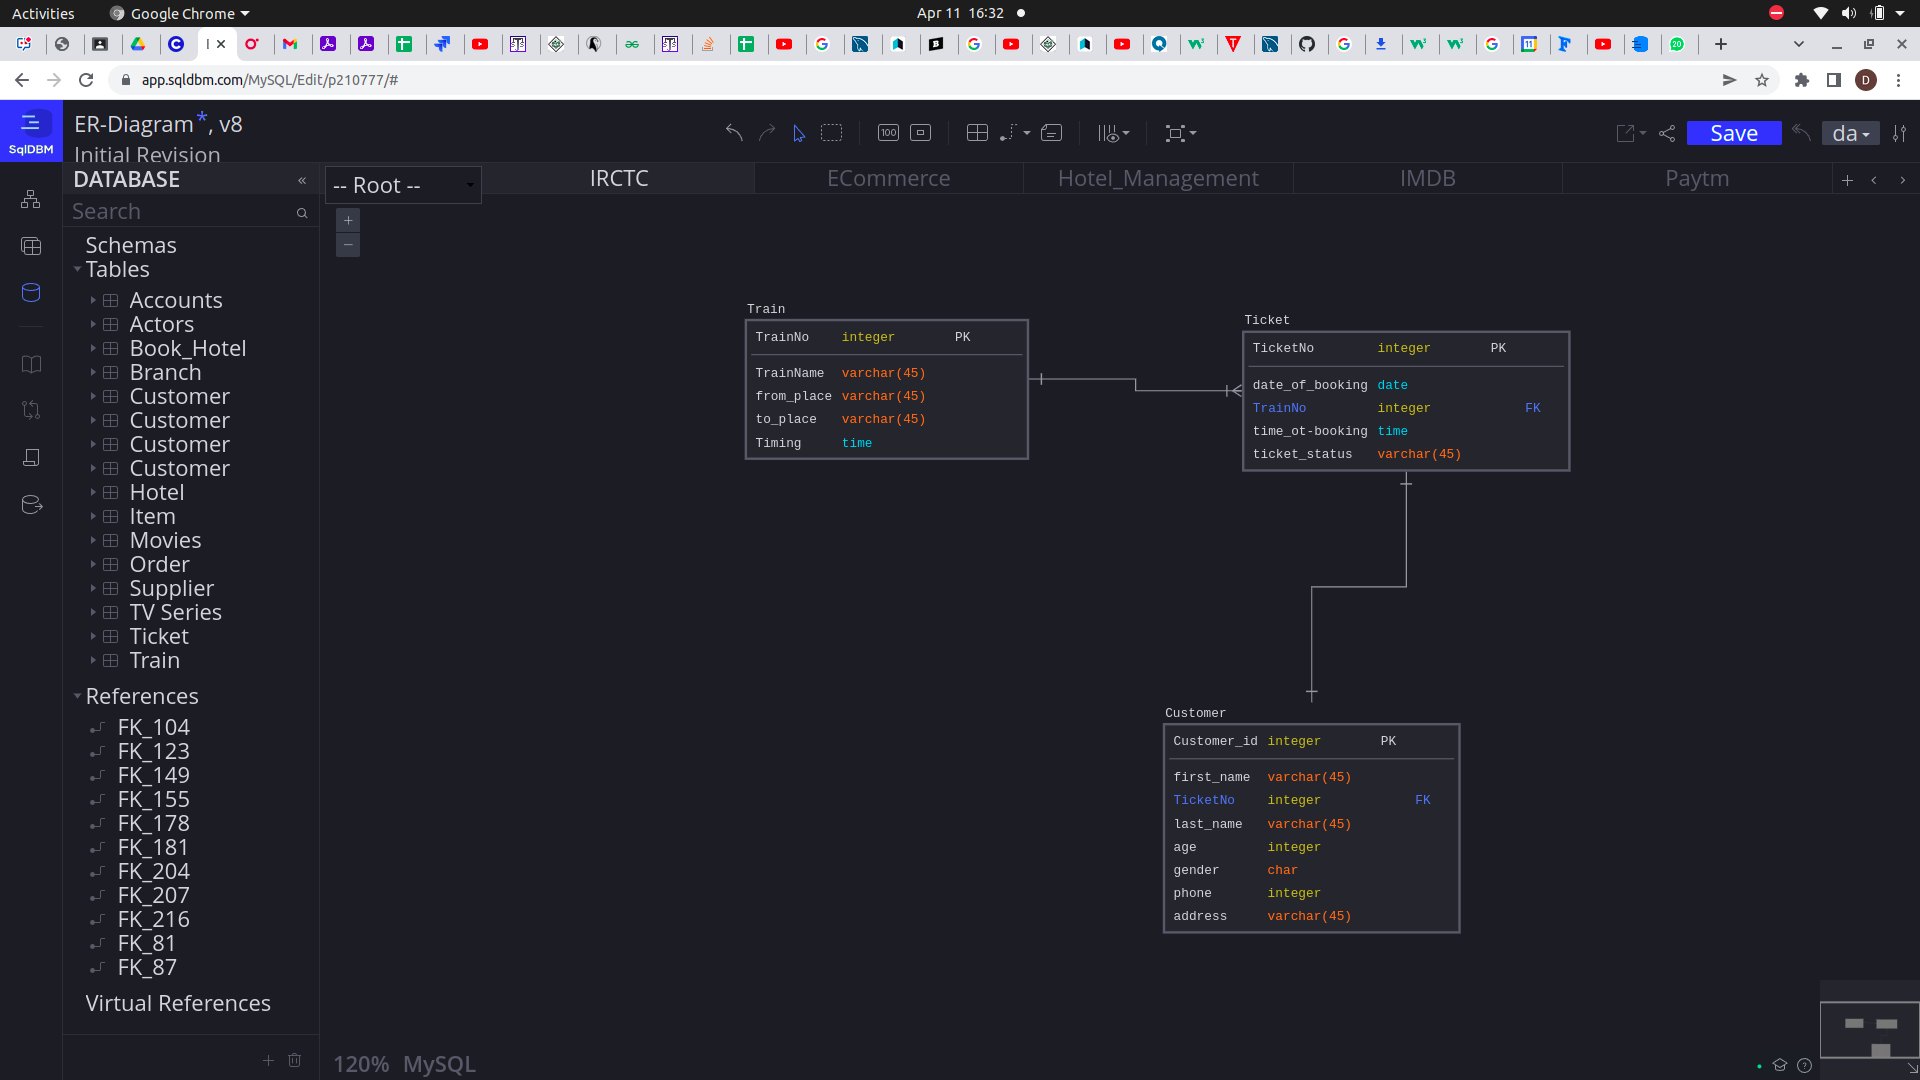 Activities
Google Chrome
Apr 11 16:32
app.sqldbm.com/MySQL/Edit/p210777/#
SqlDBM
ER-Diagram*, v8
Initial Revision
100
Save
da
DATABASE
«
-- Root --
IRCTC
ECommerce
Hotel_Management
IMDB
Paytm
Search
Schemas
Tables
Accounts
Actors
Book_Hotel
Branch
Customer
Customer
Customer
Customer
Hotel
Item
Movies
Order
Supplier
TV Series
Ticket
Train
References
FK_104
FK_123
FK_149
FK_155
FK_178
FK_181
FK_204
FK_207
FK_216
FK_81
FK_87
Virtual References
Train
TrainNo integer PK
TrainName varchar(45)
from_place varchar(45)
to_place varchar(45)
Timing time
Ticket
TicketNo integer PK
date_of_booking date
TrainNo integer FK
time_ot-booking time
ticket_status varchar(45)
Customer
Customer_id integer PK
first_name varchar(45)
TicketNo integer FK
last_name varchar(45)
age integer
gender char
phone integer
address varchar(45)
120% MySQL